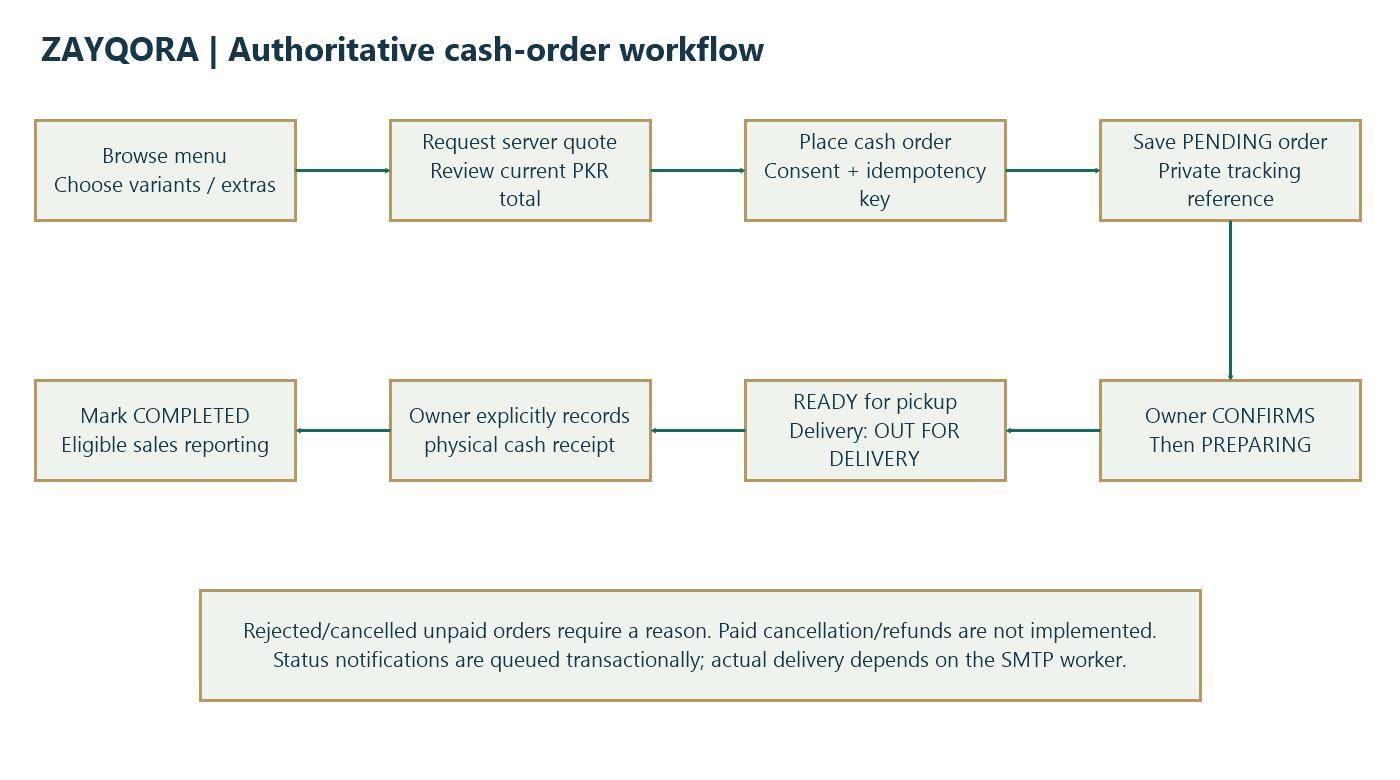 ZAYQORA | Authoritative cash-order workflow
Browse menu
Choose variants / extras
Request server quote
Review current PKR
total
Place cash order
Consent + idempotency
key
Save PENDING order
Private tracking
reference
Owner CONFIRMS
Then PREPARING
READY for pickup
Delivery: OUT FOR
DELIVERY
Owner explicitly records
physical cash receipt
Mark COMPLETED
Eligible sales reporting
Rejected/cancelled unpaid orders require a reason. Paid cancellation/refunds are not implemented.
Status notifications are queued transactionally; actual delivery depends on the SMTP worker.